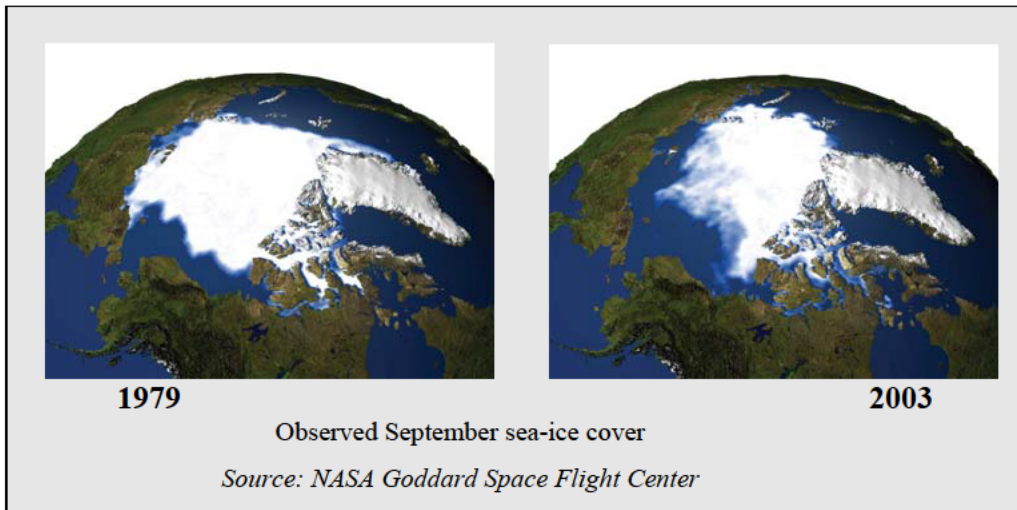 1979
2003
Observed September sea-ice cover
Source: NASA Goddard Space Flight Center